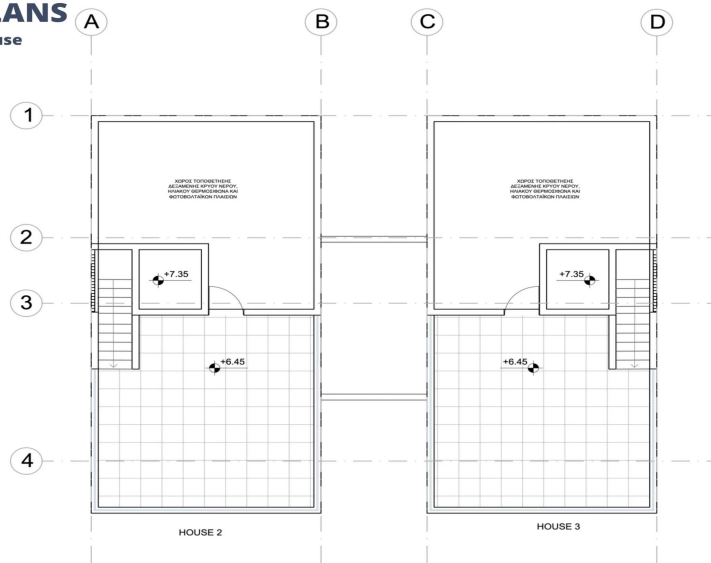 LANS
use
A
B
C
D
1
2
3
4
ΧΩΡΟΣ ΤΟΠΟΘΕΤΗΣΗΣ
ΔΕΞΑΜΕΝΗΣ ΚΡΥΟΥ ΝΕΡΟΥ,
ΗΛΙΑΚΟΥ ΘΕΡΜΟΣΙΦΩΝΑ ΚΑΙ
ΦΩΤΟΒΟΛΤΑΪΚΩΝ ΠΛΑΙΣΙΩΝ
ΧΩΡΟΣ ΤΟΠΟΘΕΤΗΣΗΣ
ΔΕΞΑΜΕΝΗΣ ΚΡΥΟΥ ΝΕΡΟΥ,
ΗΛΙΑΚΟΥ ΘΕΡΜΟΣΙΦΩΝΑ ΚΑΙ
ΦΩΤΟΒΟΛΤΑΪΚΩΝ ΠΛΑΙΣΙΩΝ
+7.35
+7.35
+6.45
+6.45
HOUSE 2
HOUSE 3